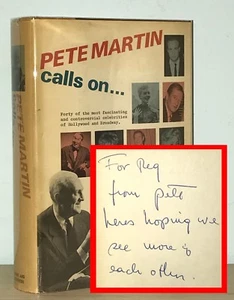 PETE MARTIN
calls on...
Forty of the most fascinating
and controversial celebrities
of Hollywood and Broadway.
PETE MARTIN
For Reg
from pete
heres hoping we
see more of
each other.